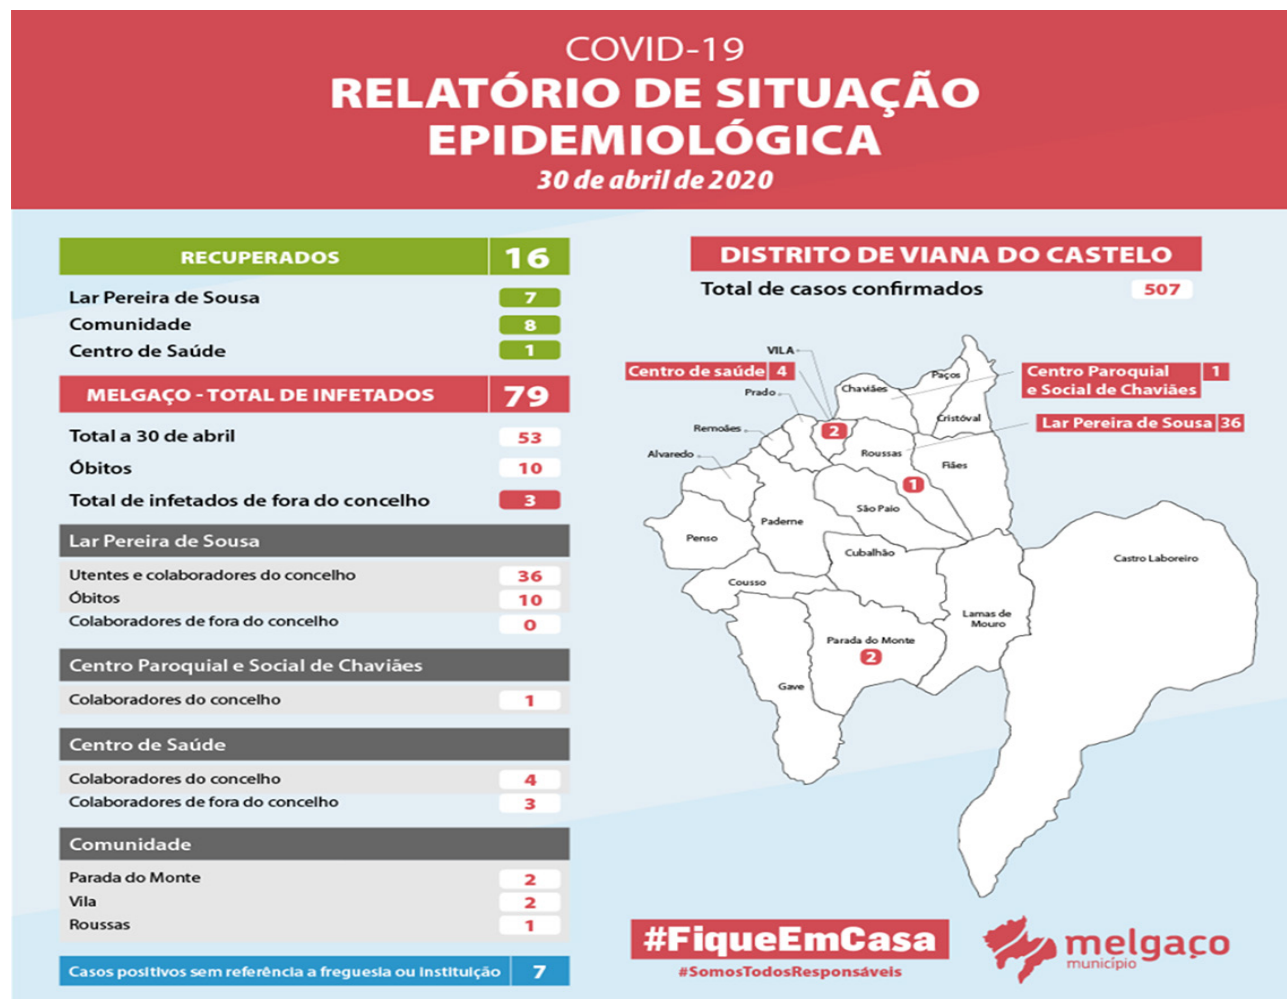 COVID-19
RELATÓRIO DE SITUAÇÃO
EPIDEMIOLÓGICA
30 de abril de 2020
RECUPERADOS 16
Lar Pereira de Sousa 7
Comunidade 8
Centro de Saúde 1
MELGAÇO - TOTAL DE INFETADOS 79
Total a 30 de abril 53
Óbitos 10
Total de infetados de fora do concelho 3
Lar Pereira de Sousa
Utentes e colaboradores do concelho 36
Óbitos 10
Colaboradores de fora do concelho 0
Centro Paroquial e Social de Chaviães
Colaboradores do concelho 1
Centro de Saúde
Colaboradores do concelho 4
Colaboradores de fora do concelho 3
Comunidade
Parada do Monte 2
Vila 2
Roussas 1
Casos positivos sem referência a freguesia ou instituição 7
DISTRITO DE VIANA DO CASTELO
Total de casos confirmados 507
VILA
Centro de saúde 4
Prado
Remoães
Alvaredo
Chaviães
Paços
Cristóval
Centro Paroquial 1
e Social de Chaviães
Lar Pereira de Sousa 36
2
Roussas
Fiães
1
São Paio
Paderne
Penso
Cubalhão
Castro Laboreiro
Cousso
Lamas de
Mouro
Parada do Monte
2
Gave
#FiqueEmCasa
#SomosTodosResponsáveis
melgaço
município